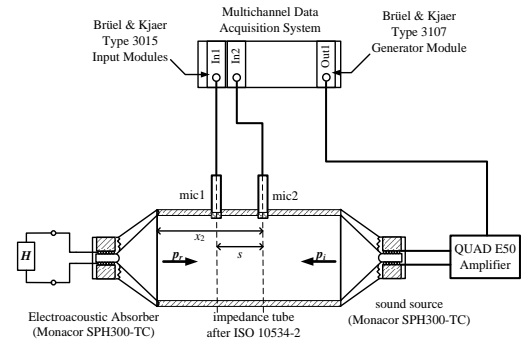 Multichannel Data
Acquisition System
Brüel & Kjaer
Type 3015
Input Modules
Brüel & Kjaer
Type 3107
Generator Module
In1
In2
Out1
mic1
mic2
x2
s
pr
pi
H
QUAD E50
Amplifier
Electroacoustic Absorber
(Monacor SPH300-TC)
impedance tube
after ISO 10534-2
sound source
(Monacor SPH300-TC)